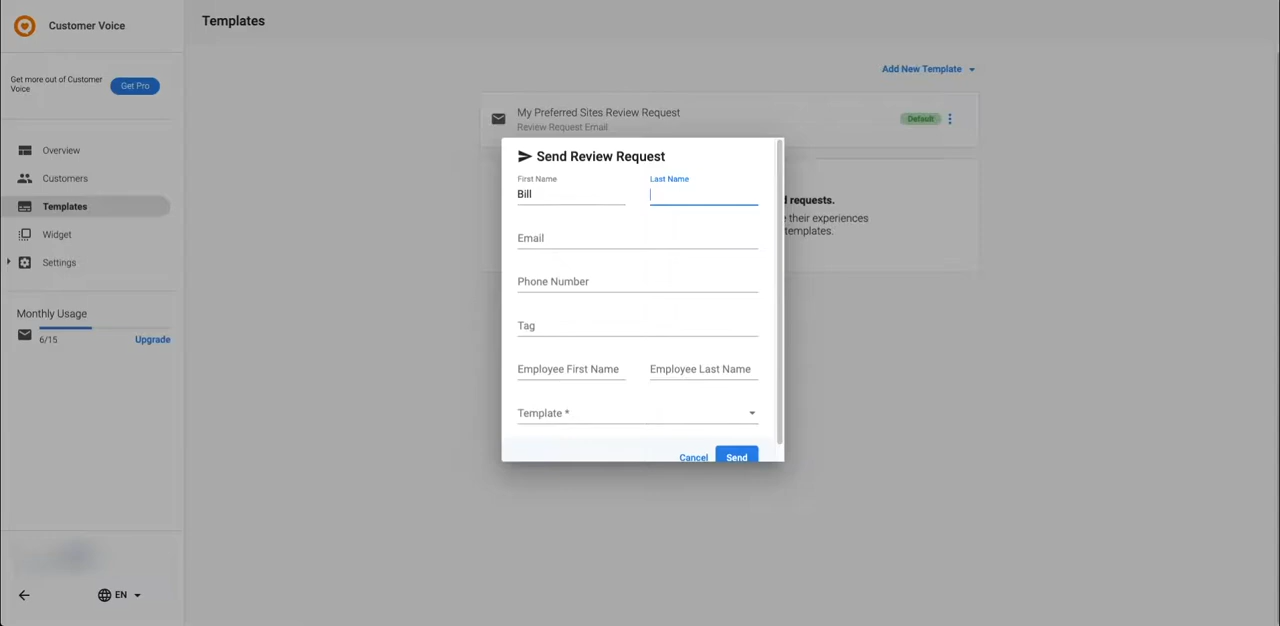 Customer Voice
Get more out of Customer
Voice
Get Pro
Overview
Customers
Templates
Widget
Settings
Monthly Usage
6/15
Upgrade
EN
Templates
Add New Template
My Preferred Sites Review Request
Review Request Email
Default
d requests.
e their experiences
templates.
Send Review Request
First Name
Last Name
Bill
Email
Phone Number
Tag
Employee First Name
Employee Last Name
Template *
Cancel
Send